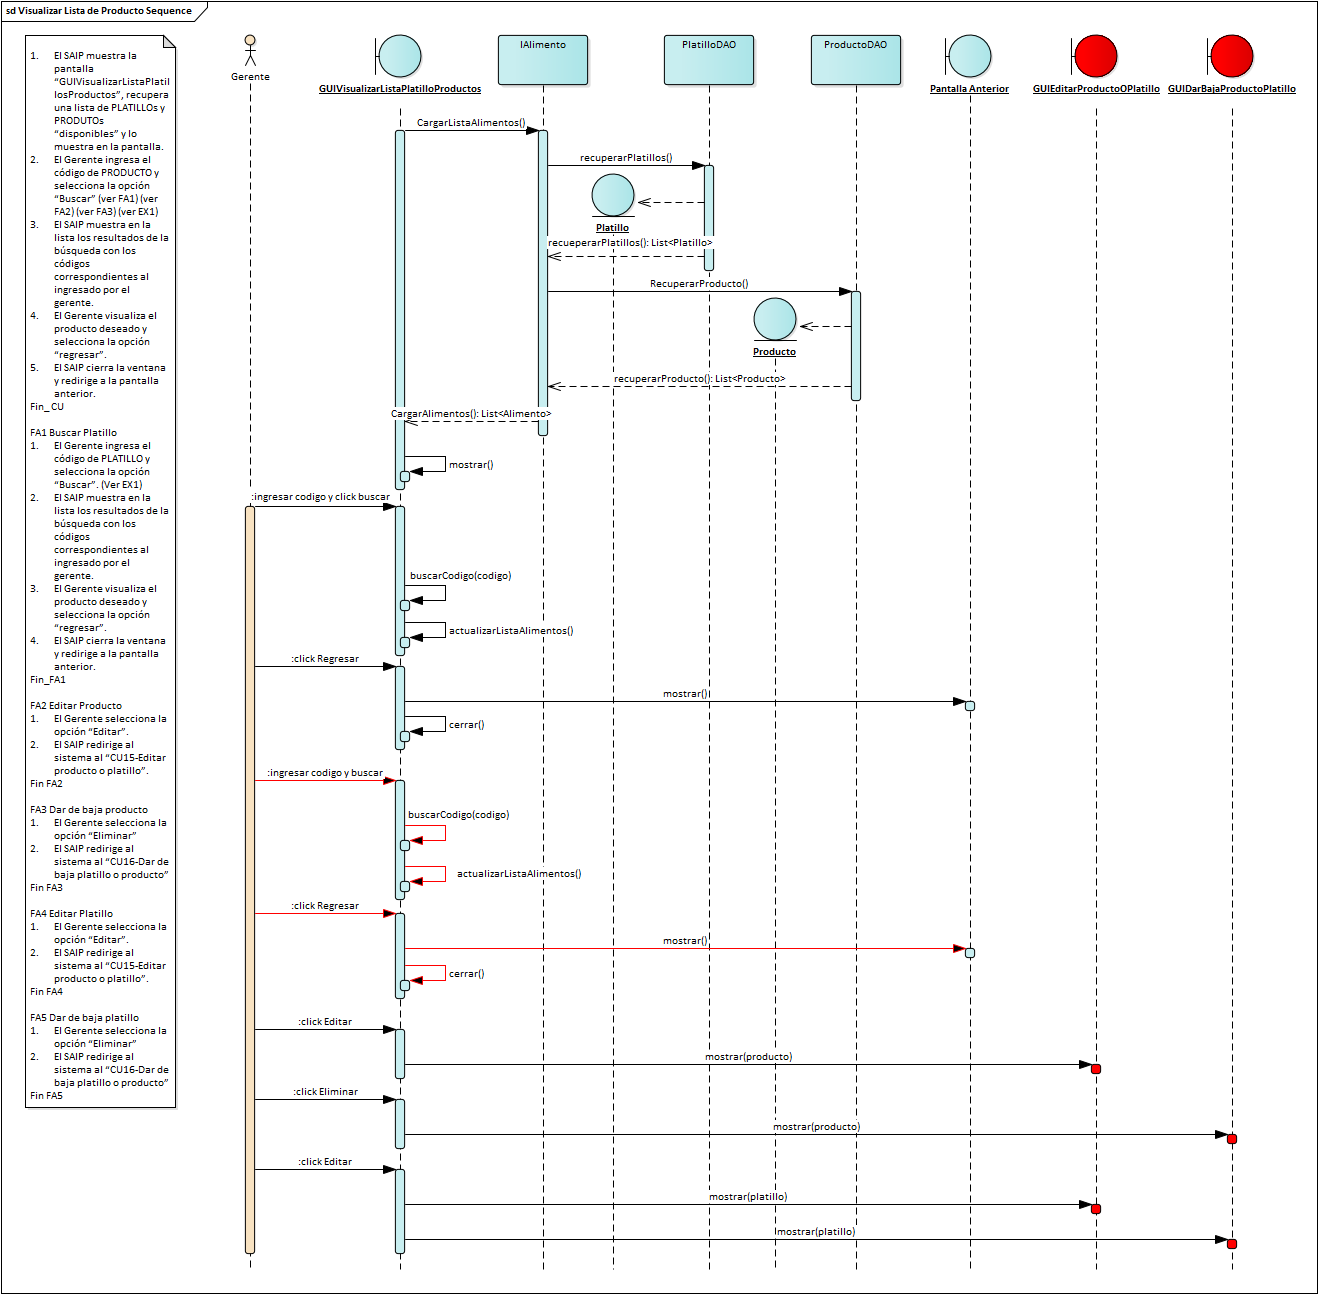 sd Visualizar Lista de Producto Sequence
1. El SAIP muestra la
pantalla
“GUIVisualizarListaPlatil
llosProductos”, recupera
una lista de PLATILLOs y
PRODUTOs
“disponibles” y lo
muestra en la pantalla.
2. El Gerente ingresa el
código de PRODUCTO y
selecciona la opción
“Buscar” (ver FA1) (ver
FA2) (ver FA3) (ver EX1)
3. El SAIP muestra en la
lista los resultados de la
búsqueda con los
códigos
correspondientes al
ingresado por el
gerente.
4. El Gerente visualiza el
producto deseado y
selecciona la opción
“regresar”.
5. El SAIP cierra la ventana
y redirige a la pantalla
anterior.
Fin_CU
FA1 Buscar Platillo
1. El Gerente ingresa el
código de PLATILLO y
selecciona la opción
“Buscar”. (Ver EX1)
2. El SAIP muestra en la
lista los resultados de la
búsqueda con los
códigos
correspondientes al
ingresado por el
gerente.
3. El Gerente visualiza el
producto deseado y
selecciona la opción
“regresar”.
4. El SAIP cierra la ventana
y redirige a la pantalla
anterior.
Fin_FA1
FA2 Editar Producto
1. El Gerente selecciona la
opción “Editar”.
2. El SAIP redirige al
sistema al “CU15-Editar
producto o platillo”.
Fin FA2
FA3 Dar de baja producto
1. El Gerente selecciona la
opción “Eliminar”
2. El SAIP redirige al
sistema al “CU16-Dar de
baja platillo o producto”
Fin FA3
FA4 Editar Platillo
1. El Gerente selecciona la
opción “Editar”.
2. El SAIP redirige al
sistema al “CU15-Editar
producto o platillo”.
Fin FA4
FA5 Dar de baja platillo
1. El Gerente selecciona la
opción “Eliminar”
2. El SAIP redirige al
sistema al “CU16-Dar de
baja platillo o producto”
Fin FA5
Gerente
GUIVisualizarListaPlatilloProductos
IAlimento
PlatilloDAO
ProductoDAO
Pantalla Anterior
GUIEditarProductoOPlatillo
GUIDarBajaProductoPlatillo
CargarListaAlimentos()
recuperarPlatillos()
Platillo
recueperarPlatillos(): List<Platillo>
RecuperarProducto()
Producto
recuperarProducto(): List<Producto>
CargarAlimentos(): List<Alimento>
mostrar()
:ingresar codigo y click buscar
buscarCodigo(codigo)
actualizarListaAlimentos()
:click Regresar
mostrar()
cerrar()
:ingresar codigo y buscar
buscarCodigo(codigo)
actualizarListaAlimentos()
:click Regresar
mostrar()
cerrar()
:click Editar
mostrar(producto)
:click Eliminar
mostrar(producto)
:click Editar
mostrar(platillo)
mostrar(platillo)